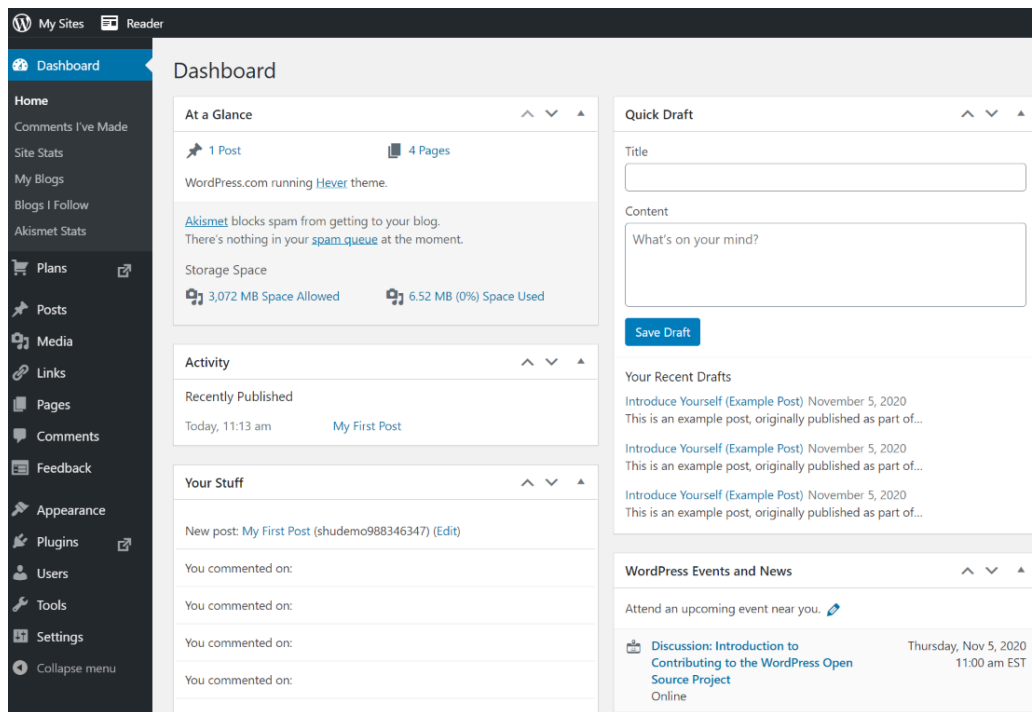 My Sites Reader
Dashboard
Home
Comments I've Made
Site Stats
My Blogs
Blogs I Follow
Akismet Stats
Plans
Posts
Media
Links
Pages
Comments
Feedback
Appearance
Plugins
Users
Tools
Settings
Collapse menu
Dashboard
At a Glance
1 Post 4 Pages
WordPress.com running Hever theme.
Akismet blocks spam from getting to your blog.
There's nothing in your spam queue at the moment.
Storage Space
3,072 MB Space Allowed 6.52 MB (0%) Space Used
Activity
Recently Published
Today, 11:13 am My First Post
Your Stuff
New post: My First Post (shudemo988346347) (Edit)
You commented on:
You commented on:
You commented on:
You commented on:
Quick Draft
Title
Content
What's on your mind?
Save Draft
Your Recent Drafts
Introduce Yourself (Example Post) November 5, 2020
This is an example post, originally published as part of…
Introduce Yourself (Example Post) November 5, 2020
This is an example post, originally published as part of…
Introduce Yourself (Example Post) November 5, 2020
This is an example post, originally published as part of…
WordPress Events and News
Attend an upcoming event near you.
Discussion: Introduction to Thursday, Nov 5, 2020
Contributing to the WordPress Open 11:00 am EST
Source Project
Online